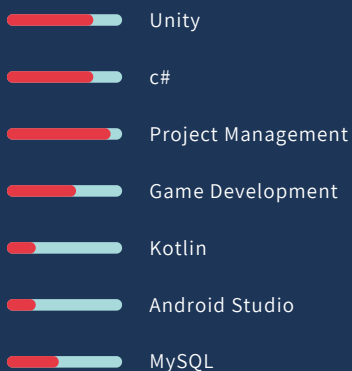 Unity
c#
Project Management
Game Development
Kotlin
Android Studio
MySQL